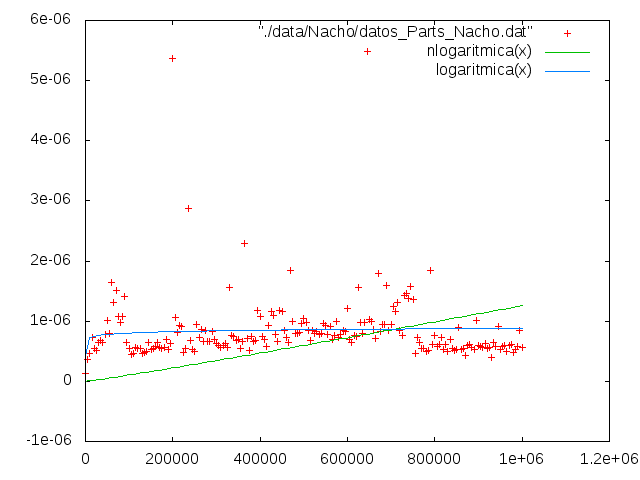 6e-06
"./data/Nacho/datos_Parts_Nacho.dat"
nlogaritmica(x)
logaritmica(x)
5e-06
4e-06
3e-06
2e-06
1e-06
0
-1e-06
0 200000 400000 600000 800000 1e+06 1.2e+06